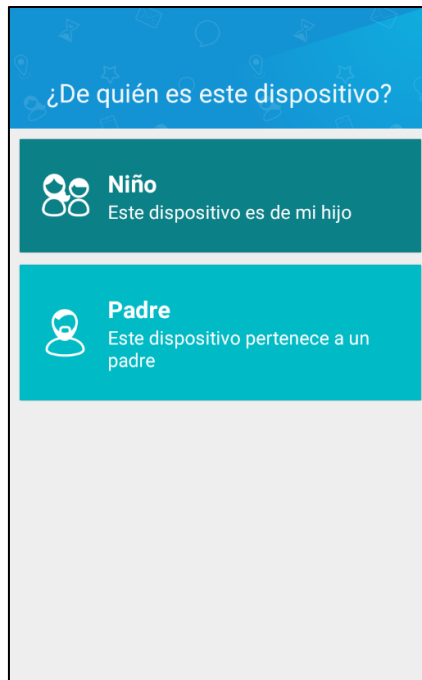 ¿De quién es este dispositivo?
Niño
Este dispositivo es de mi hijo
Padre
Este dispositivo pertenece a un
padre